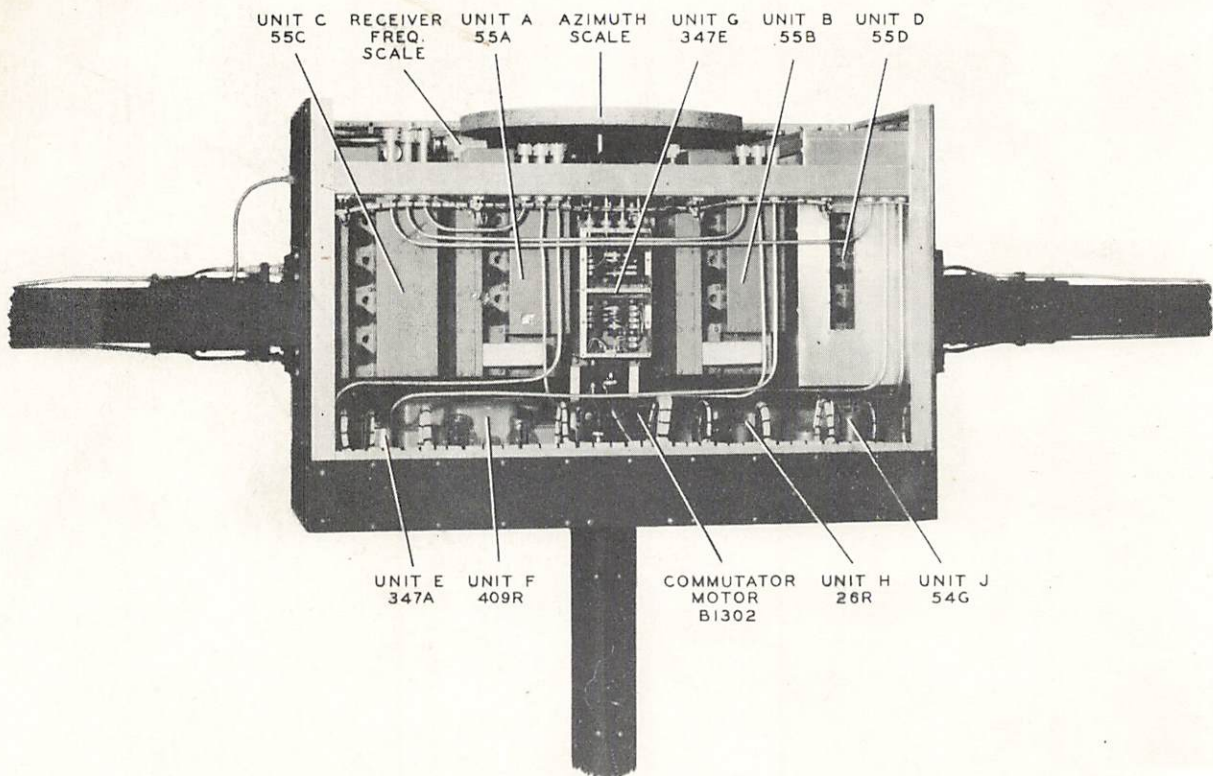 UNIT C
55C
RECEIVER
FREQ.
SCALE
UNIT A
55A
AZIMUTH
SCALE
UNIT G
347E
UNIT B
55B
UNIT D
55D
UNIT E
347A
UNIT F
409R
COMMUTATOR
MOTOR
B1302
UNIT H
26R
UNIT J
54G